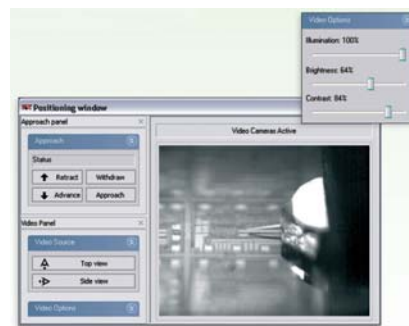 Video Options
Illumination: 100%
Brightness: 64%
Contrast: 84%
Positioning window
Approach panel
Video Cameras Active
Approach
Status
Retract
Withdraw
Advance
Approach
Video Panel
Video Source
Top view
Side view
Video Options